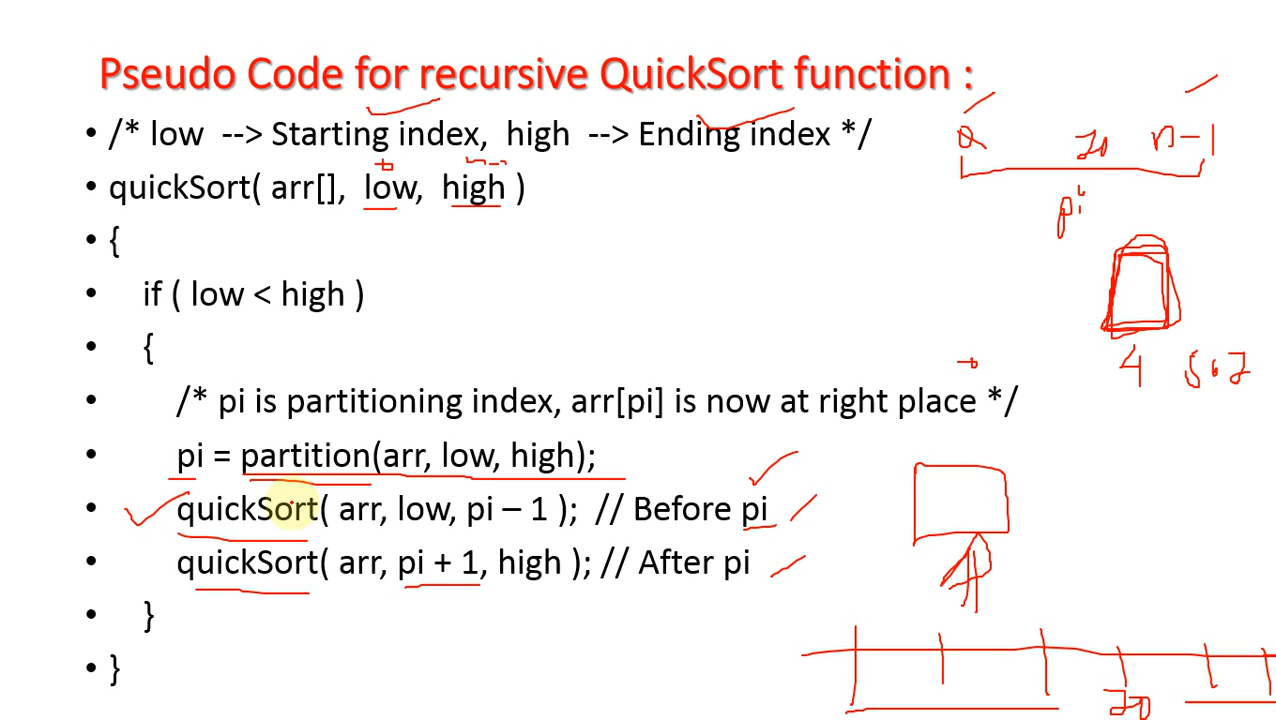 Pseudo Code for recursive QuickSort function :
• /* low --> Starting index, high --> Ending index */
• quickSort( arr[], low, high )
• {
• if ( low < high )
• {
• /* pi is partitioning index, arr[pi] is now at right place */
• pi = partition(arr, low, high);
• quickSort( arr, low, pi – 1 ); // Before pi
• quickSort( arr, pi + 1, high ); // After pi
• }
• }
n-1
pi
4
20